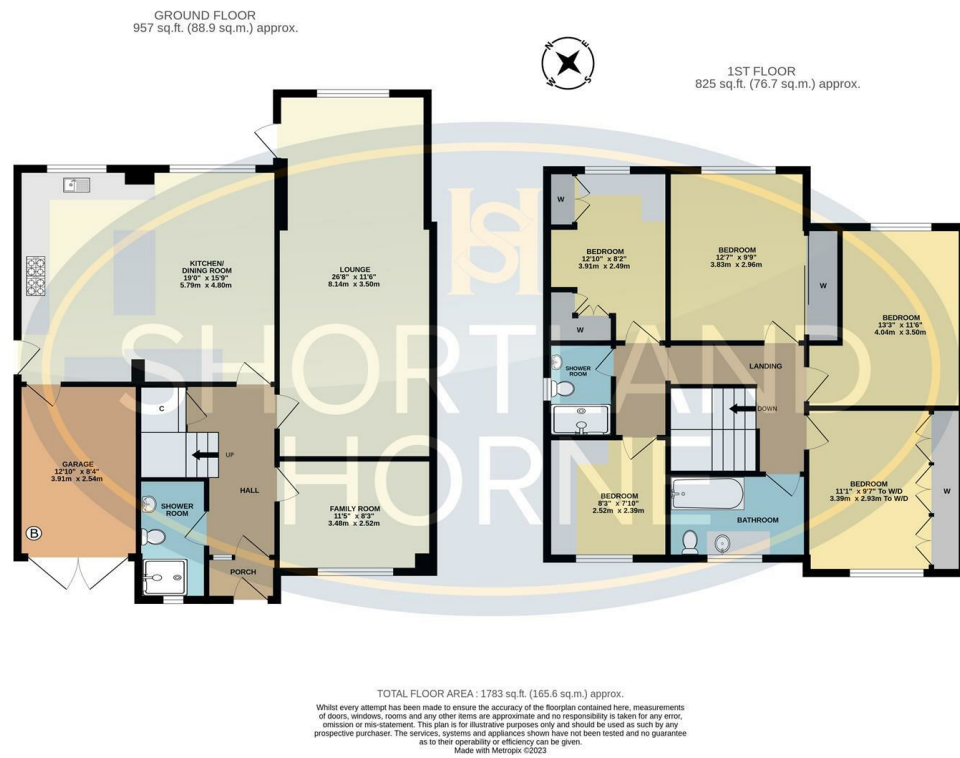 GROUND FLOOR
957 sq.ft. (88.9 sq.m.) approx.
KITCHEN/
DINING ROOM
19'0" x 15'9"
5.79m x 4.80m
LOUNGE
26'8" x 11'6"
8.14m x 3.50m
C
UP
HALL
GARAGE
12'10" x 8'4"
3.91m x 2.54m
B
SHOWER
ROOM
PORCH
FAMILY ROOM
11'5" x 8'3"
3.48m x 2.52m
N
E
S
W
1ST FLOOR
825 sq.ft. (76.7 sq.m.) approx.
W
BEDROOM
12'10" x 8'2"
3.91m x 2.49m
W
BEDROOM
12'7" x 9'9"
3.83m x 2.96m
W
BEDROOM
13'3" x 11'6"
4.04m x 3.50m
SHOWER
ROOM
LANDING
DOWN
BEDROOM
8'3" x 7'10"
2.52m x 2.39m
BATHROOM
BEDROOM
11'1" x 9'7" To W/D
3.39m x 2.93m To W/D
W
HS
SHORTLAND
HORNE
TOTAL FLOOR AREA : 1783 sq.ft. (165.6 sq.m.) approx.
Whilst every attempt has been made to ensure the accuracy of the floorplan contained here, measurements
of doors, windows, rooms and any other items are approximate and no responsibility is taken for any error,
omission or mis-statement. This plan is for illustrative purposes only and should be used as such by any
prospective purchaser. The services, systems and appliances shown have not been tested and no guarantee
as to their operability or efficiency can be given.
Made with Metropix ©2023